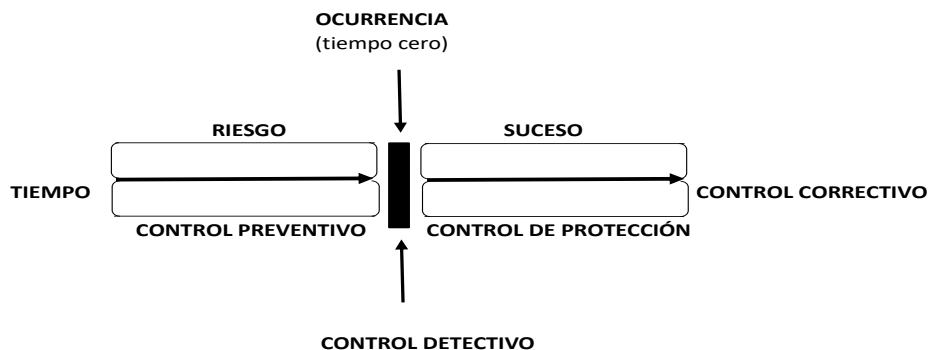 OCURRENCIA
(tiempo cero)
RIESGO
SUCESO
TIEMPO
CONTROL CORRECTIVO
CONTROL PREVENTIVO
CONTROL DE PROTECCIÓN
CONTROL DETECTIVO